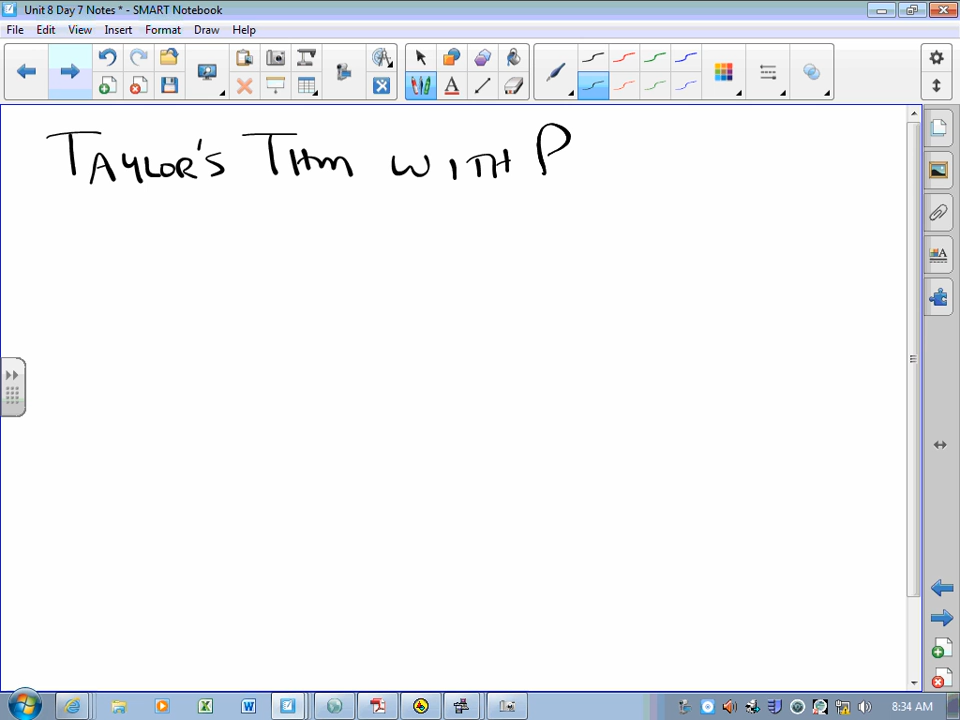 Unit 8 Day 7 Notes * - SMART Notebook
File Edit View Insert Format Draw Help
TAYLOR'S THM WITH P
8:34 AM